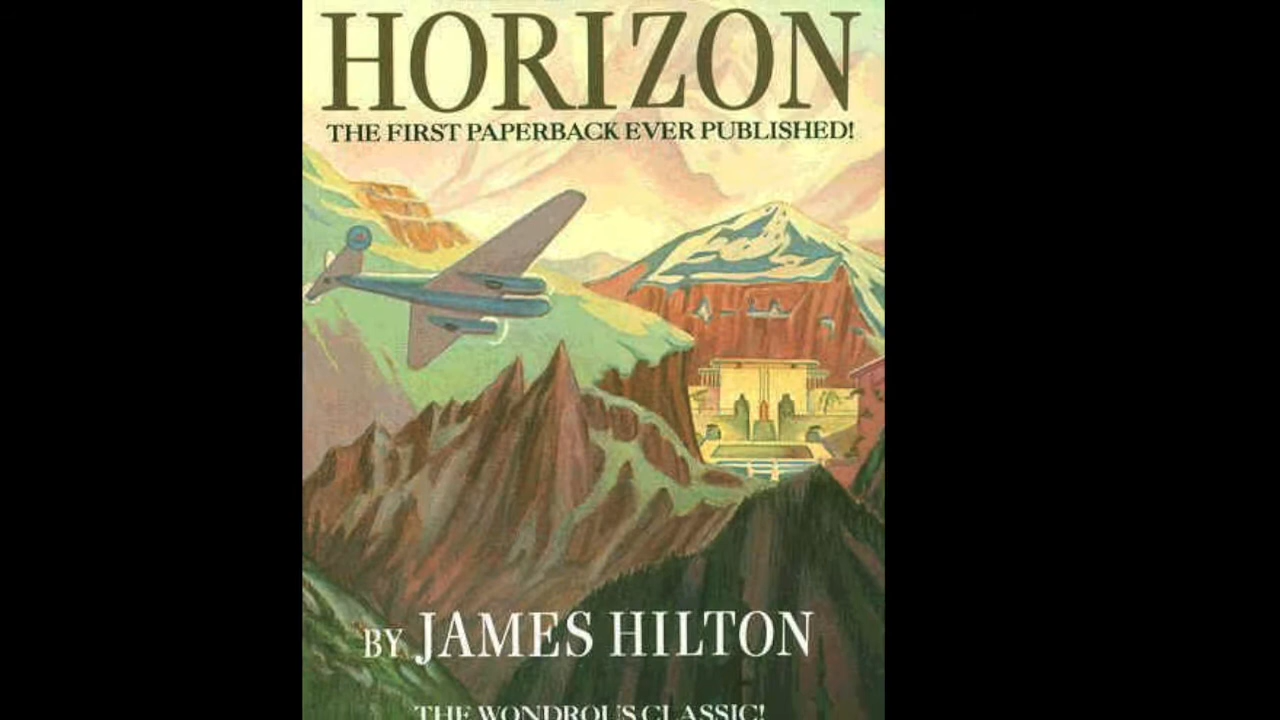 HORIZON
THE FIRST PAPERBACK EVER PUBLISHED!
BY JAMES HILTON
THE WONDROUS CLASSIC!